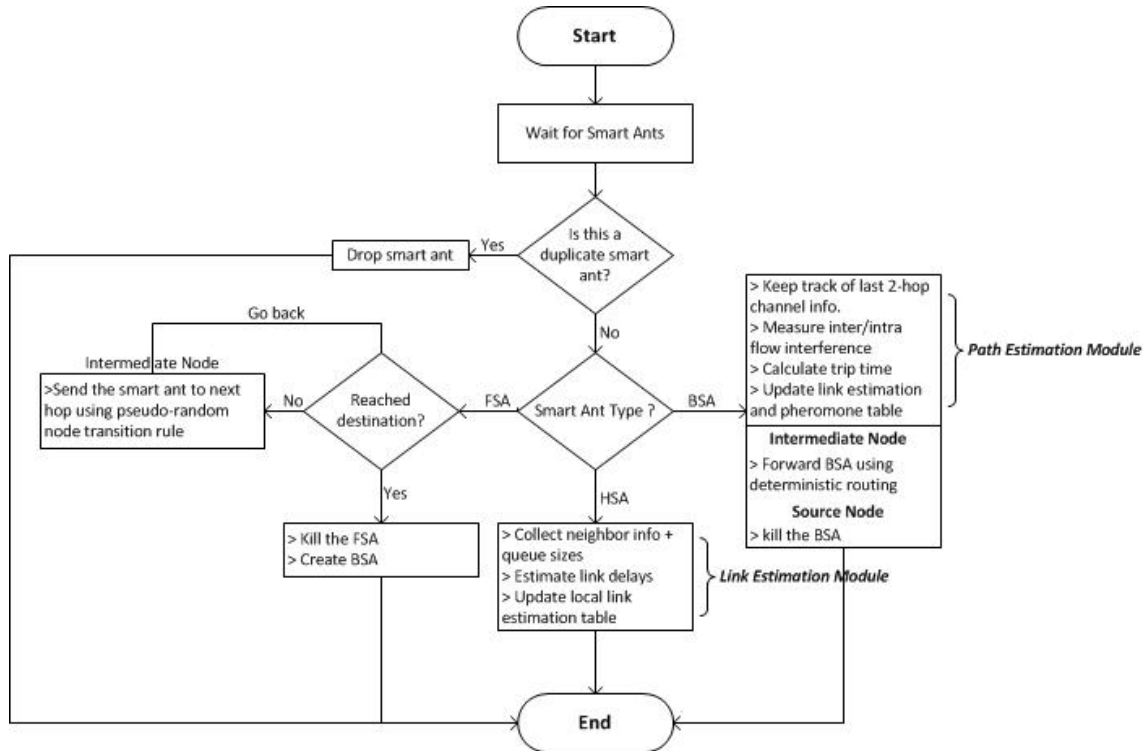 Start
Wait for Smart Ants
Is this a
duplicate smart
ant?
Yes
Drop smart ant
No
Smart Ant Type ?
FSA
BSA
HSA
Reached
destination?
No
Yes
Go back
Intermediate Node
>Send the smart ant to next
hop using pseudo-random
node transition rule
> Kill the FSA
> Create BSA
> Collect neighbor info +
queue sizes
> Estimate link delays
> Update local link
estimation table
Link Estimation Module
> Keep track of last 2-hop
channel info.
> Measure inter/intra
flow interference
> Calculate trip time
> Update link estimation
and pheromone table
Path Estimation Module
Intermediate Node
> Forward BSA using
deterministic routing
Source Node
> kill the BSA
End